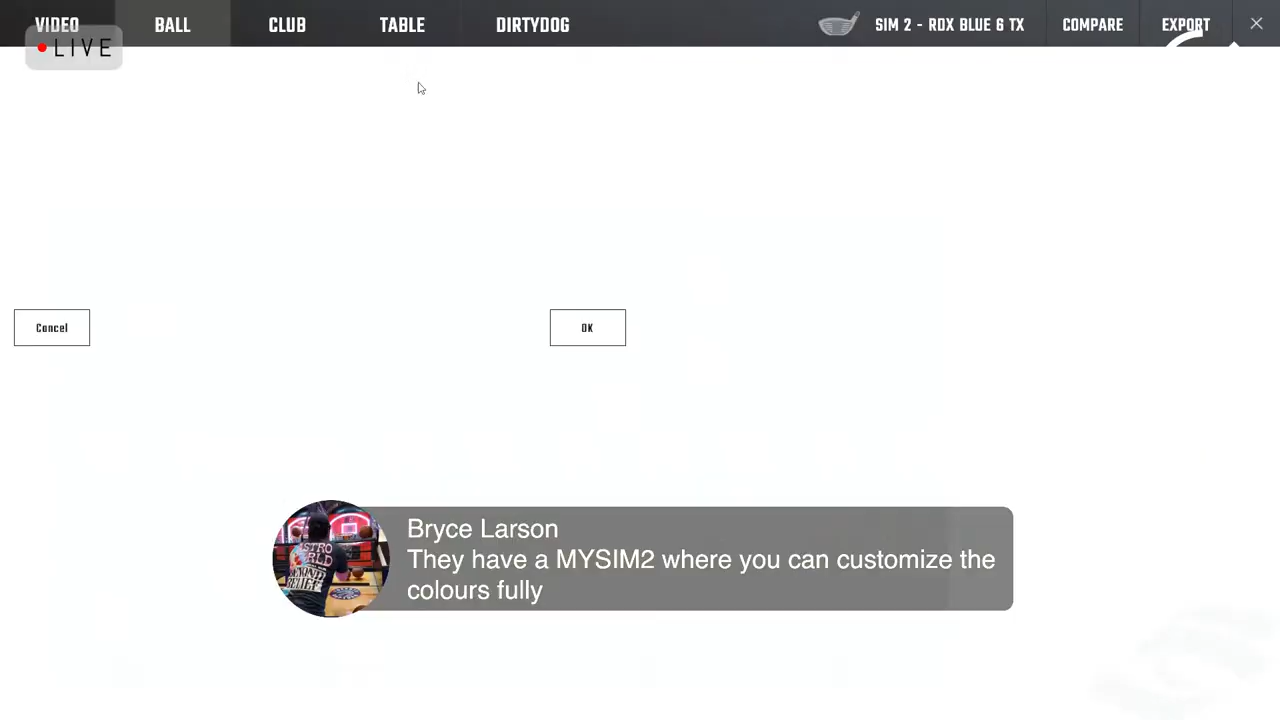 VIDEO
BALL
CLUB
TABLE
DIRTYDOG
SIM 2 - RDX BLUE 6 TX
COMPARE
EXPORT
LIVE
Cancel
OK
Bryce Larson
They have a MYSIM2 where you can customize the
colours fully